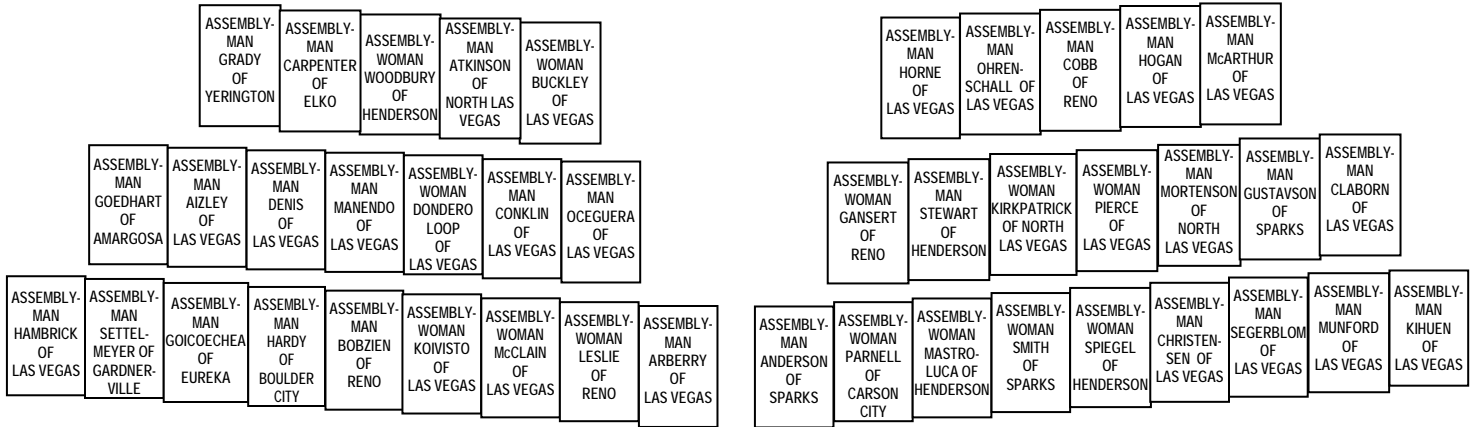 ASSEMBLY-
MAN
GRADY
OF
YERINGTON
ASSEMBLY-
MAN
CARPENTER
OF
ELKO
ASSEMBLY-
WOMAN
WOODBURY
OF
HENDERSON
ASSEMBLY-
MAN
ATKINSON
OF
NORTH LAS
VEGAS
ASSEMBLY-
WOMAN
BUCKLEY
OF
LAS VEGAS
ASSEMBLY-
MAN
HORNE
OF
LAS VEGAS
ASSEMBLY-
MAN
OHREN-
SCHALL OF
LAS VEGAS
ASSEMBLY-
MAN
COBB
OF
RENO
ASSEMBLY-
MAN
HOGAN
OF
LAS VEGAS
ASSEMBLY-
MAN
McARTHUR
OF
LAS VEGAS
ASSEMBLY-
MAN
GOEDHART
OF
AMARGOSA
ASSEMBLY-
MAN
AIZLEY
OF
LAS VEGAS
ASSEMBLY-
MAN
DENIS
OF
LAS VEGAS
ASSEMBLY-
MAN
MANENDO
OF
LAS VEGAS
ASSEMBLY-
WOMAN
DONDERO
LOOP
OF
LAS VEGAS
ASSEMBLY-
MAN
CONKLIN
OF
LAS VEGAS
ASSEMBLY-
MAN
OCEGUERA
OF
LAS VEGAS
ASSEMBLY-
WOMAN
GANSERT
OF
RENO
ASSEMBLY-
MAN
STEWART
OF
HENDERSON
ASSEMBLY-
WOMAN
KIRKPATRICK
OF NORTH
LAS VEGAS
ASSEMBLY-
WOMAN
PIERCE
OF
LAS VEGAS
ASSEMBLY-
MAN
MORTENSON
OF
NORTH
LAS VEGAS
ASSEMBLY-
MAN
GUSTAVSON
OF
SPARKS
ASSEMBLY-
MAN
CLABORN
OF
LAS VEGAS
ASSEMBLY-
MAN
HAMBRICK
OF
LAS VEGAS
ASSEMBLY-
MAN
SETTEL-
MEYER OF
GARDNER-
VILLE
ASSEMBLY-
MAN
GOICOECHEA
OF
EUREKA
ASSEMBLY-
MAN
HARDY
OF
BOULDER
CITY
ASSEMBLY-
MAN
BOBZIEN
OF
RENO
ASSEMBLY-
WOMAN
KOIVISTO
OF
LAS VEGAS
ASSEMBLY-
WOMAN
McCLAIN
OF
LAS VEGAS
ASSEMBLY-
WOMAN
LESLIE
OF
RENO
ASSEMBLY-
MAN
ARBERRY
OF
LAS VEGAS
ASSEMBLY-
MAN
ANDERSON
OF
SPARKS
ASSEMBLY-
WOMAN
PARNELL
OF
CARSON
CITY
ASSEMBLY-
WOMAN
MASTRO-
LUCA OF
HENDERSON
ASSEMBLY-
WOMAN
SMITH
OF
SPARKS
ASSEMBLY-
WOMAN
SPIEGEL
OF
HENDERSON
ASSEMBLY-
MAN
CHRISTEN-
SEN OF
LAS VEGAS
ASSEMBLY-
MAN
SEGERBLOM
OF
LAS VEGAS
ASSEMBLY-
MAN
MUNFORD
OF
LAS VEGAS
ASSEMBLY-
MAN
KIHUEN
OF
LAS VEGAS